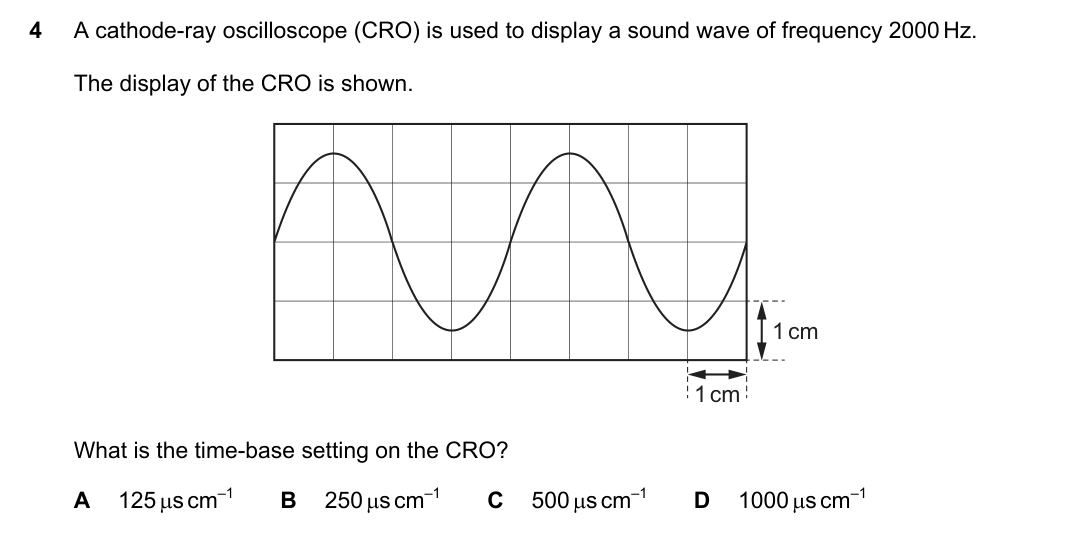 4 A cathode-ray oscilloscope (CRO) is used to display a sound wave of frequency 2000 Hz.
The display of the CRO is shown.
1 cm
1 cm
What is the time-base setting on the CRO?
A 125 μs cm⁻¹ B 250 μs cm⁻¹ C 500 μs cm⁻¹ D 1000 μs cm⁻¹